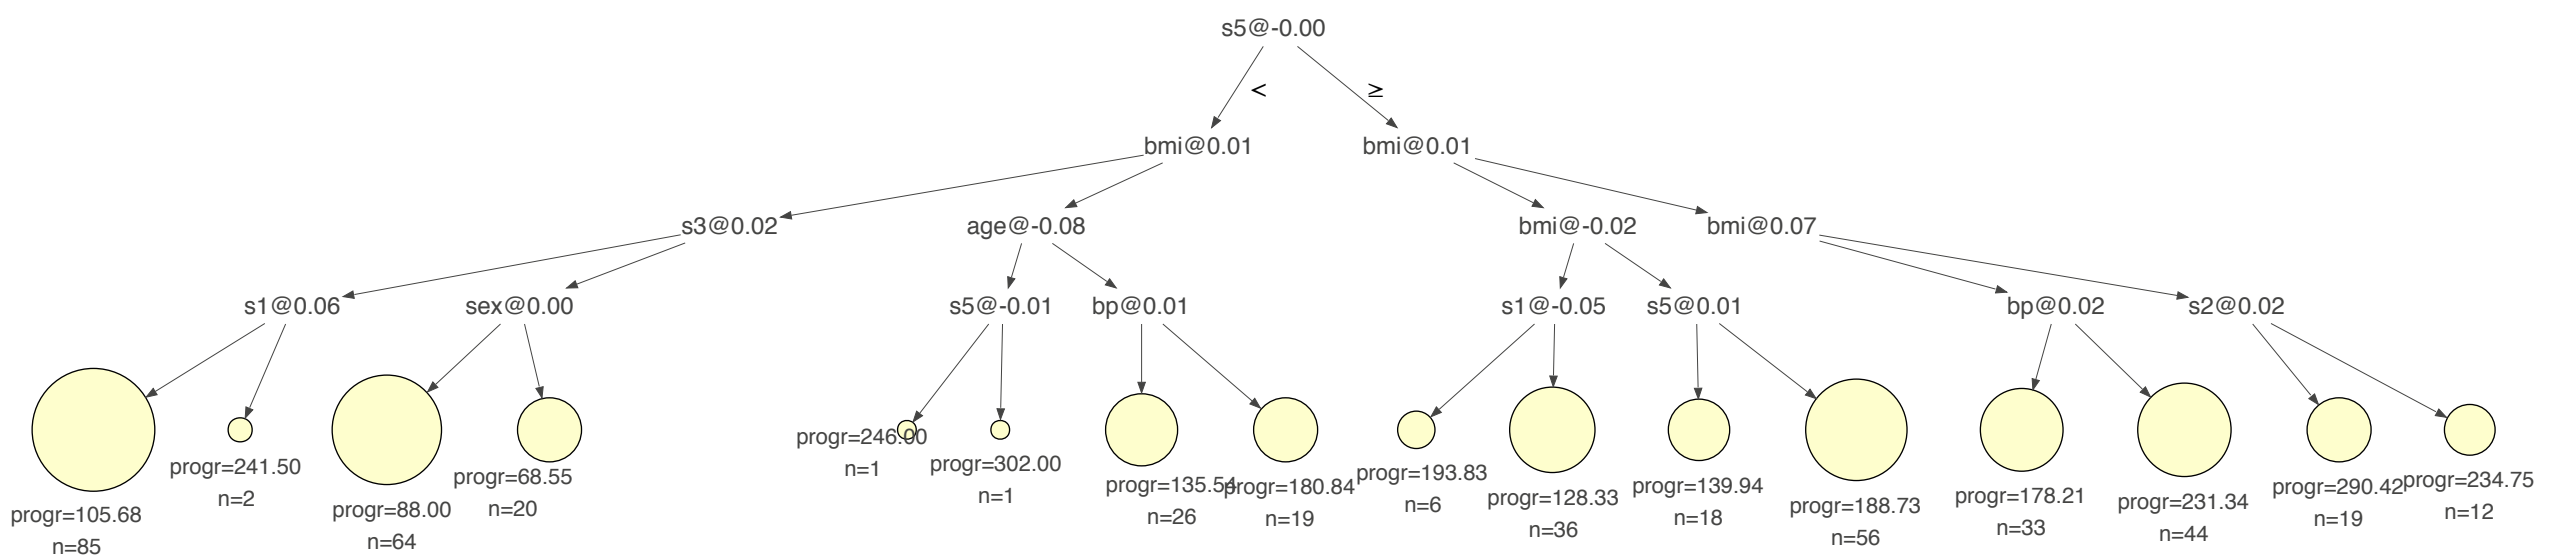 s5@-0.00
<
≥
bmi@0.01
bmi@0.01
s3@0.02
age@-0.08
bmi@-0.02
bmi@0.07
s1@0.06
sex@0.00
s5@-0.01
bp@0.01
s1@-0.05
s5@0.01
bp@0.02
s2@0.02
progr=105.68
n=85
progr=241.50
n=2
progr=88.00
n=64
progr=68.55
n=20
progr=246.00
n=1
progr=302.00
n=1
progr=135.54
n=26
progr=180.84
n=19
progr=193.83
n=6
progr=128.33
n=36
progr=139.94
n=18
progr=188.73
n=56
progr=178.21
n=33
progr=231.34
n=44
progr=290.42
n=19
progr=234.75
n=12